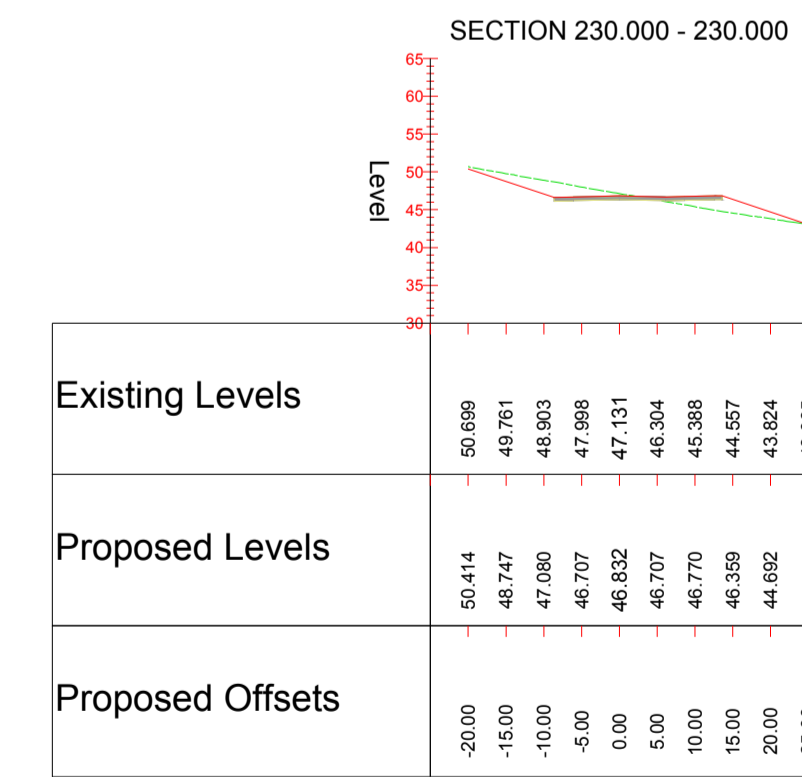 SECTION 230.000 - 230.000
65
60
55
50
45
40
35
30
Level
Existing Levels
50.699 49.761 48.903 47.998 47.131 46.304 45.388 44.557 43.824
Proposed Levels
50.414 48.747 47.080 46.707 46.832 46.707 46.770 46.359 44.692
Proposed Offsets
-20.00 -15.00 -10.00 -5.00 0.00 5.00 10.00 15.00 20.00